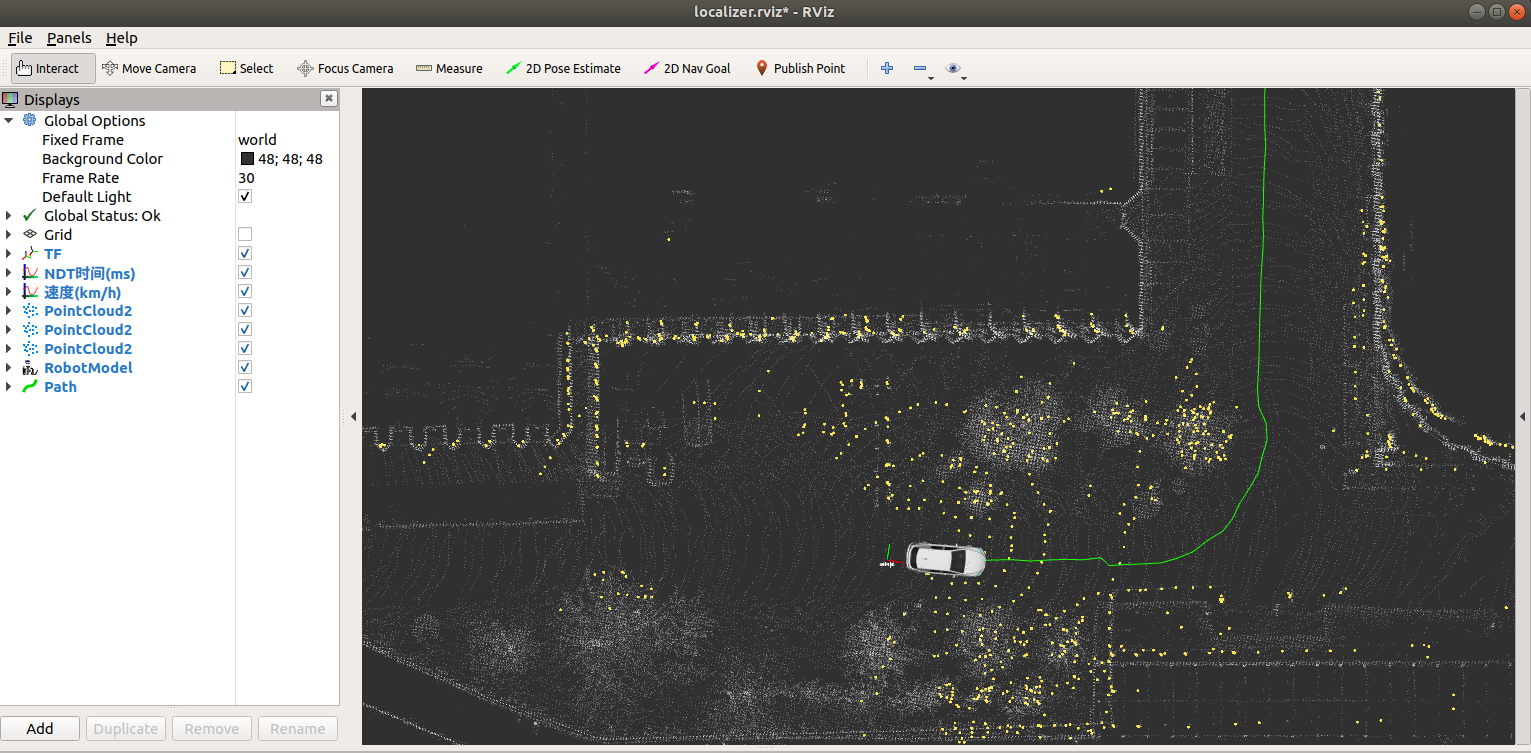 localizer.rviz* - RViz
File Panels Help
Interact Move Camera Select Focus Camera Measure 2D Pose Estimate 2D Nav Goal Publish Point
Displays
Global Options
Fixed Frame world
Background Color 48; 48; 48
Frame Rate 30
Default Light
Global Status: Ok
Grid
TF
NDT时间(ms)
速度(km/h)
PointCloud2
PointCloud2
PointCloud2
RobotModel
Path
Add Duplicate Remove Rename